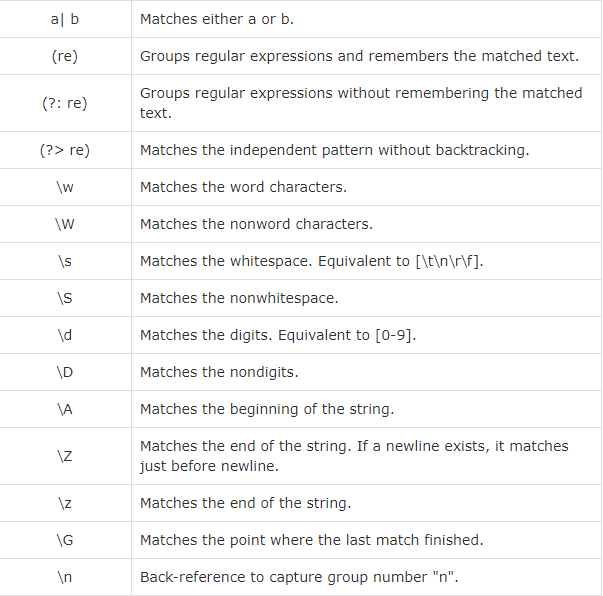 a| b Matches either a or b.
(re) Groups regular expressions and remembers the matched text.
(?: re) Groups regular expressions without remembering the matched
text.
(?> re) Matches the independent pattern without backtracking.
\w Matches the word characters.
\W Matches the nonword characters.
\s Matches the whitespace. Equivalent to [\t\n\r\f].
\S Matches the nonwhitespace.
\d Matches the digits. Equivalent to [0-9].
\D Matches the nondigits.
\A Matches the beginning of the string.
\Z Matches the end of the string. If a newline exists, it matches
just before newline.
\z Matches the end of the string.
\G Matches the point where the last match finished.
\n Back-reference to capture group number "n".